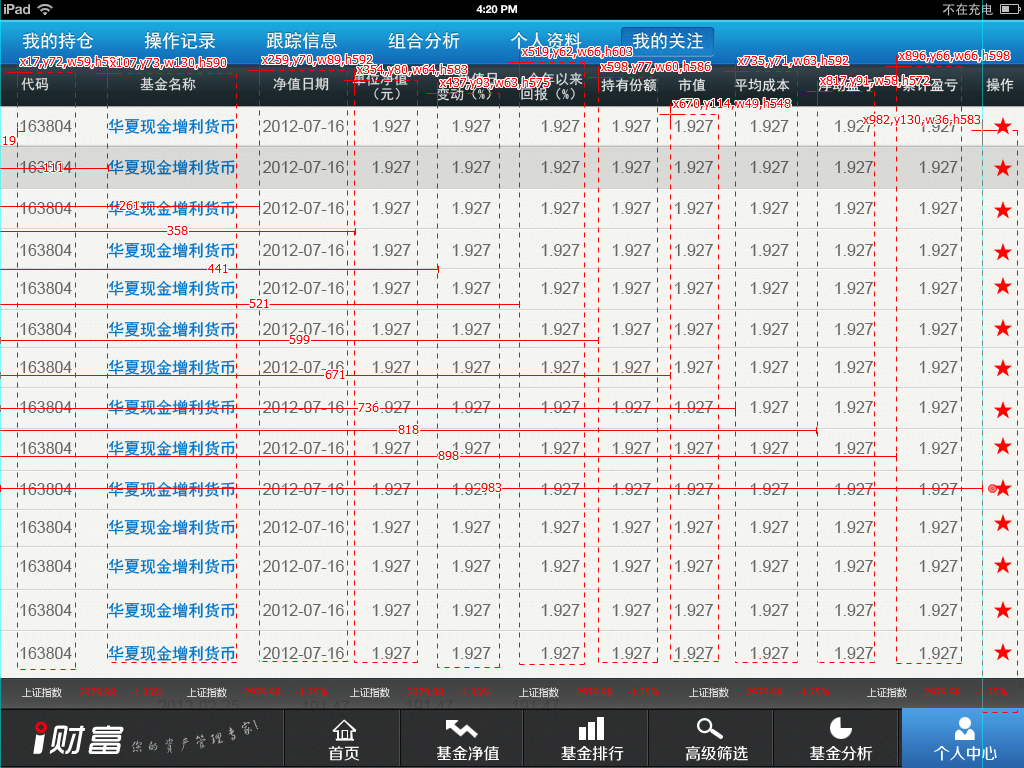 iPad 4:20 PM 不在充电
我的持仓 操作记录 跟踪信息 组合分析 个人资料 我的关注
x519,y62,w66,h603
x17,y72,w59,h5 x107,y73,w130,h590 x259,y70,w89,h592 x354,y80,w64,h583 x437,y93,w63,h575 x598,y77,w60,h586 x735,y71,w63,h592 x817,y91,w58,h572 x896,y66,w66,h598
代码 基金名称 净值日期 单位净值（元） 变动（%） 今年以来回报（%） 持有份额 市值 平均成本 浮动盈亏 累计盈亏 操作
x670,y114,w49,h548
x982,y130,w36,h583
163804 华夏现金增利货币 2012-07-16 1.927 1.927 1.927 1.927 1.927 1.927 1.927 1.927 ★
19
163804 华夏现金增利货币 2012-07-16 1.927 1.927 1.927 1.927 1.927 1.927 1.927 1.927 ★
111
163804 华夏现金增利货币 2012-07-16 1.927 1.927 1.927 1.927 1.927 1.927 1.927 1.927 ★
261
358
163804 华夏现金增利货币 2012-07-16 1.927 1.927 1.927 1.927 1.927 1.927 1.927 1.927 ★
441
163804 华夏现金增利货币 2012-07-16 1.927 1.927 1.927 1.927 1.927 1.927 1.927 1.927 ★
521
163804 华夏现金增利货币 2012-07-16 1.927 1.927 1.927 1.927 1.927 1.927 1.927 1.927 ★
599
163804 华夏现金增利货币 2012-07-16 1.927 1.927 1.927 1.927 1.927 1.927 1.927 1.927 ★
671
163804 华夏现金增利货币 2012-07-16 1.927 1.927 1.927 1.927 1.927 1.927 1.927 1.927 ★
736
818
163804 华夏现金增利货币 2012-07-16 1.927 1.927 1.927 1.927 1.927 1.927 1.927 1.927 ★
898
163804 华夏现金增利货币 2012-07-16 1.927 1.927 1.927 1.927 1.927 1.927 1.927 1.927 ★
983
163804 华夏现金增利货币 2012-07-16 1.927 1.927 1.927 1.927 1.927 1.927 1.927 1.927 ★
163804 华夏现金增利货币 2012-07-16 1.927 1.927 1.927 1.927 1.927 1.927 1.927 1.927 ★
163804 华夏现金增利货币 2012-07-16 1.927 1.927 1.927 1.927 1.927 1.927 1.927 1.927 ★
163804 华夏现金增利货币 2012-07-16 1.927 1.927 1.927 1.927 1.927 1.927 1.927 1.927 ★
上证指数 上证指数 上证指数 上证指数 上证指数 上证指数
i财富 你的资产管理专家! 首页 基金净值 基金排行 高级筛选 基金分析 个人中心